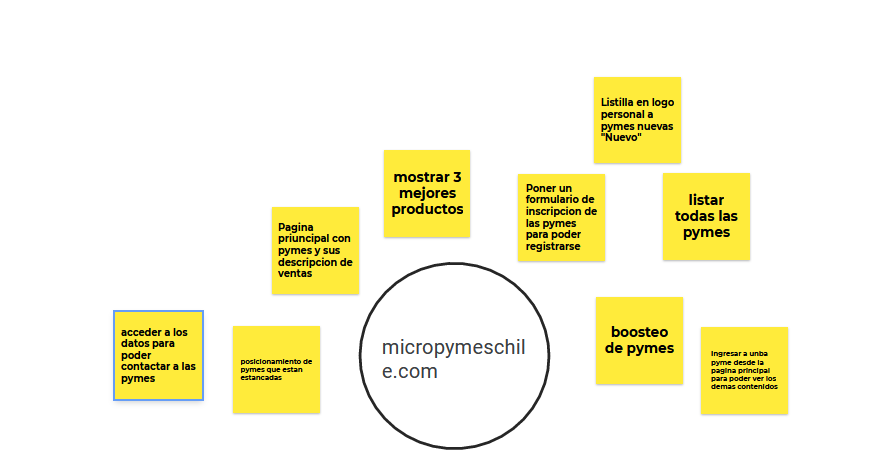 Listilla en logo
personal a
pymes nuevas
"Nuevo"
mostrar 3
mejores
productos
Poner un
formulario de
inscripcion de
las pymes
para poder
registrarse
listar
todas las
pymes
Pagina
priuncipal con
pymes y sus
descripcion de
ventas
acceder a los
datos para
poder
contactar a las
pymes
posicionamiento de
pymes que estan
estancadas
micropymeschil
e.com
boosteo
de pymes
Ingresar a unba
pyme desde la
pagina principal
para poder ver los
demas contenidos